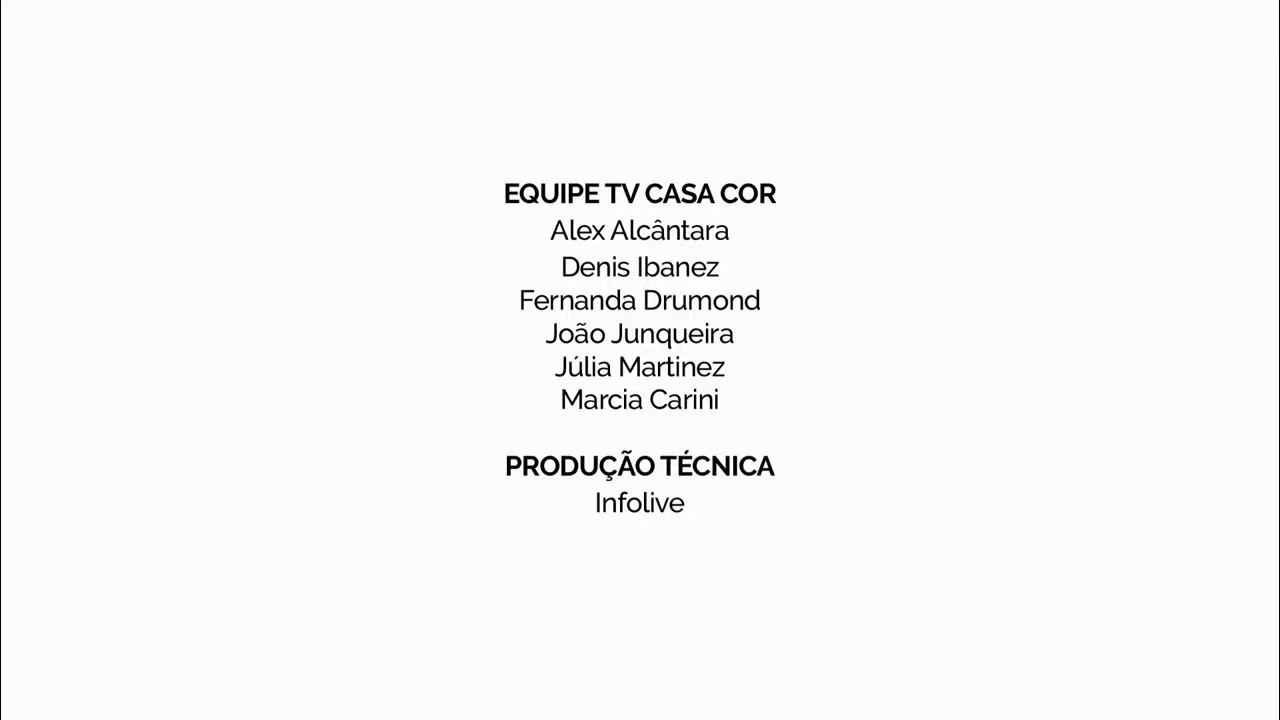 EQUIPE TV CASA COR
Alex Alcântara
Denis Ibanez
Fernanda Drumond
João Junqueira
Júlia Martinez
Marcia Carini
PRODUÇÃO TÉCNICA
Infolive